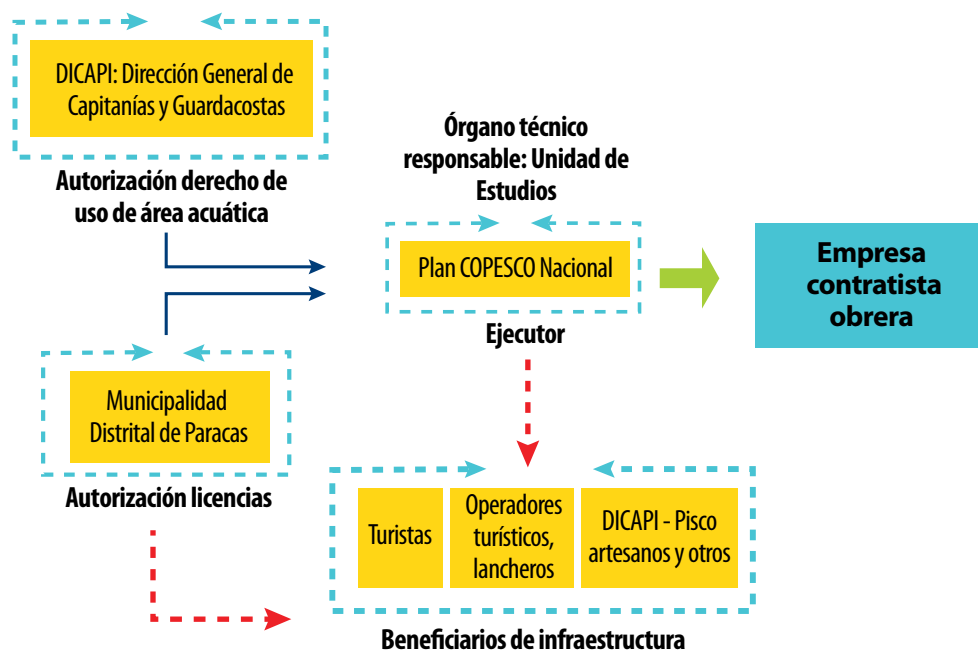 DICAPI: Dirección General de
Capitanías y Guardacostas
Autorización derecho de
uso de área acuática
Órgano técnico
responsable: Unidad de
Estudios
Plan COPESCO Nacional
Ejecutor
Empresa
contratista
obrera
Municipalidad
Distrital de Paracas
Autorización licencias
Turistas
Operadores
turísticos,
lancheros
DICAPI - Pisco
artesanos y otros
Beneficiarios de infraestructura